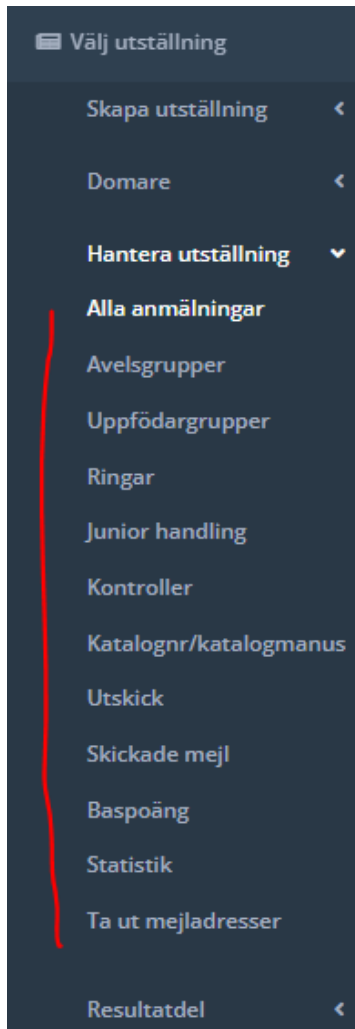 Välj utställning
Skapa utställning
Domare
Hantera utställning
Alla anmälningar
Avelsgrupper
Uppfödargrupper
Ringar
Junior handling
Kontroller
Katalognr/katalogmanus
Utskick
Skickade mejl
Baspoäng
Statistik
Ta ut mejladresser
Resultatdel